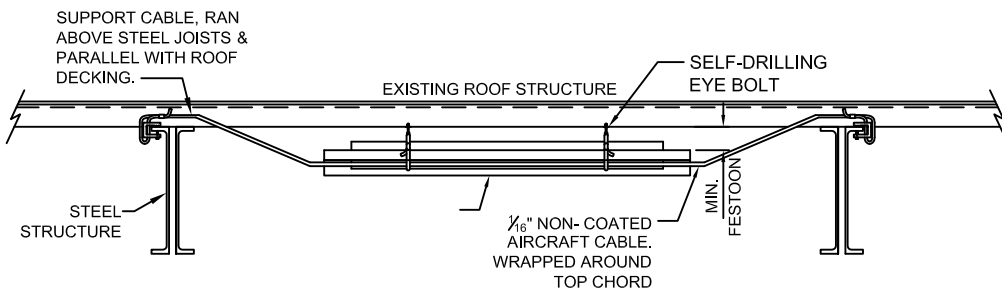 SUPPORT CABLE, RAN
ABOVE STEEL JOISTS &
PARALLEL WITH ROOF
DECKING.
EXISTING ROOF STRUCTURE
SELF-DRILLING
EYE BOLT
STEEL
STRUCTURE
1/16" NON- COATED
AIRCRAFT CABLE.
WRAPPED AROUND
TOP CHORD
MIN.
FESTOON